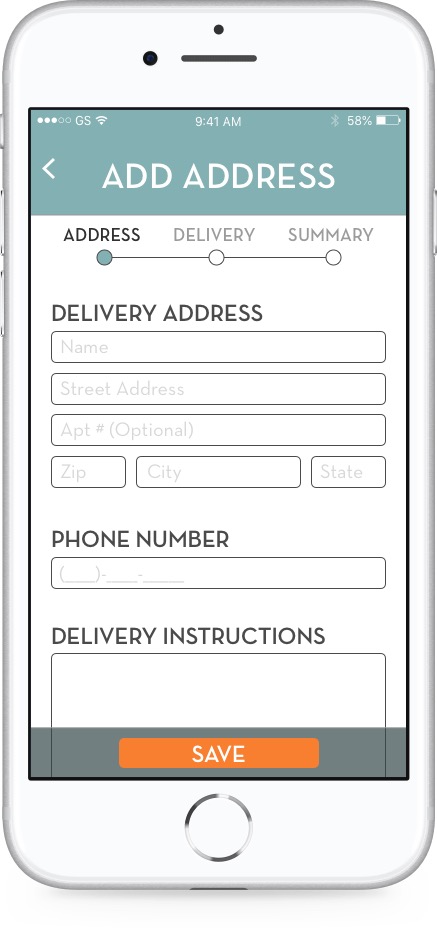 GS 9:41 AM 58%
ADD ADDRESS
ADDRESS DELIVERY SUMMARY
DELIVERY ADDRESS
Name
Street Address
Apt # (Optional)
Zip City State
PHONE NUMBER
(___)-___-____
DELIVERY INSTRUCTIONS
SAVE